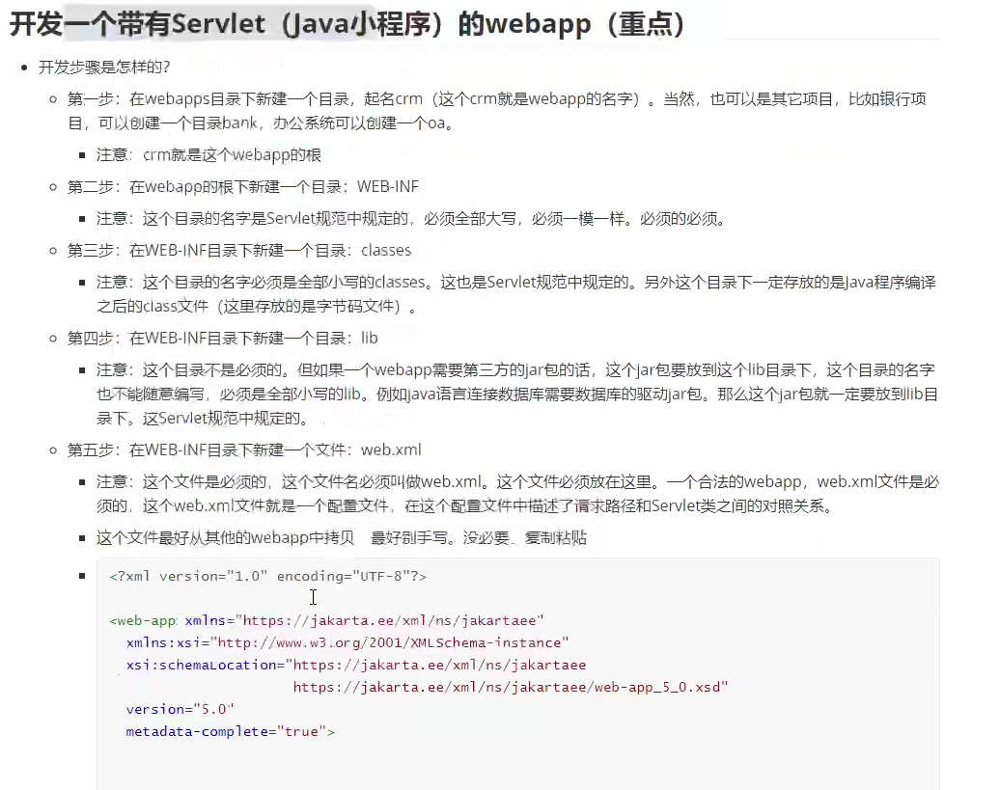 开发一个带有Servlet（Java小程序）的webapp（重点）
开发步骤是怎样的？
第一步：在webapps目录下新建一个目录，起名crm（这个crm就是webapp的名字）。当然，也可以是其它项目，比如银行项
目，可以创建一个目录bank，办公系统可以创建一个oa。
注意：crm就是这个webapp的根
第二步：在webapp的根下新建一个目录：WEB-INF
注意：这个目录的名字是Servlet规范中规定的，必须全部大写，必须一模一样。必须的必须。
第三步：在WEB-INF目录下新建一个目录：classes
注意：这个目录的名字必须是全部小写的classes。这也是Servlet规范中规定的。另外这个目录下一定存放的是Java程序编译
之后的class文件（这里存放的是字节码文件）。
第四步：在WEB-INF目录下新建一个目录：lib
注意：这个目录不是必须的。但如果一个webapp需要第三方的jar包的话，这个jar包要放到这个lib目录下，这个目录的名字
也不能随意编写，必须是全部小写的lib。例如java语言连接数据库需要数据库的驱动jar包。那么这个jar包就一定要放到lib目
录下。这Servlet规范中规定的。
第五步：在WEB-INF目录下新建一个文件：web.xml
注意：这个文件是必须的，这个文件名必须叫做web.xml。这个文件必须放在这里。一个合法的webapp，web.xml文件是必
须的，这个web.xml文件就是一个配置文件，在这个配置文件中描述了请求路径和Servlet类之间的对照关系。
这个文件最好从其他的webapp中拷贝，最好别手写。没必要。复制粘贴
<?xml version="1.0" encoding="UTF-8"?>
<web-app xmlns="https://jakarta.ee/xml/ns/jakartaee"
xmlns:xsi="http://www.w3.org/2001/XMLSchema-instance"
xsi:schemaLocation="https://jakarta.ee/xml/ns/jakartaee
https://jakarta.ee/xml/ns/jakartaee/web-app_5_0.xsd"
version="5.0"
metadata-complete="true">